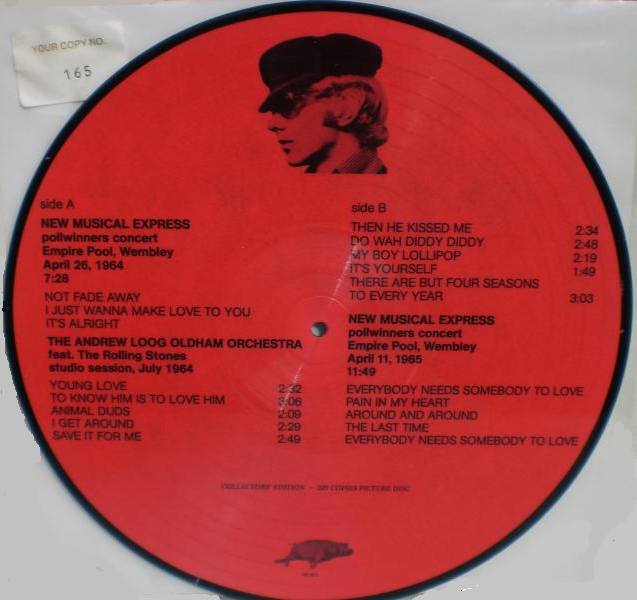 YOUR COPY NO.
165
side A
NEW MUSICAL EXPRESS
pollwinners concert
Empire Pool, Wembley
April 26, 1964
7:28
NOT FADE AWAY
I JUST WANNA MAKE LOVE TO YOU
IT'S ALRIGHT
THE ANDREW LOOG OLDHAM ORCHESTRA
feat. The Rolling Stones
studio session, July 1964
YOUNG LOVE 2:32
TO KNOW HIM IS TO LOVE HIM 3:06
ANIMAL DUDS 2:09
I GET AROUND 2:29
SAVE IT FOR ME 2:49
side B
THEN HE KISSED ME 2:34
DO WAH DIDDY DIDDY 2:48
MY BOY LOLLIPOP 2:19
IT'S YOURSELF 1:49
THERE ARE BUT FOUR SEASONS
TO EVERY YEAR 3:03
NEW MUSICAL EXPRESS
pollwinners concert
Empire Pool, Wembley
April 11, 1965
11:49
EVERYBODY NEEDS SOMEBODY TO LOVE
PAIN IN MY HEART
AROUND AND AROUND
THE LAST TIME
EVERYBODY NEEDS SOMEBODY TO LOVE
COLLECTORS' EDITION - COPIES PICTURE DISC